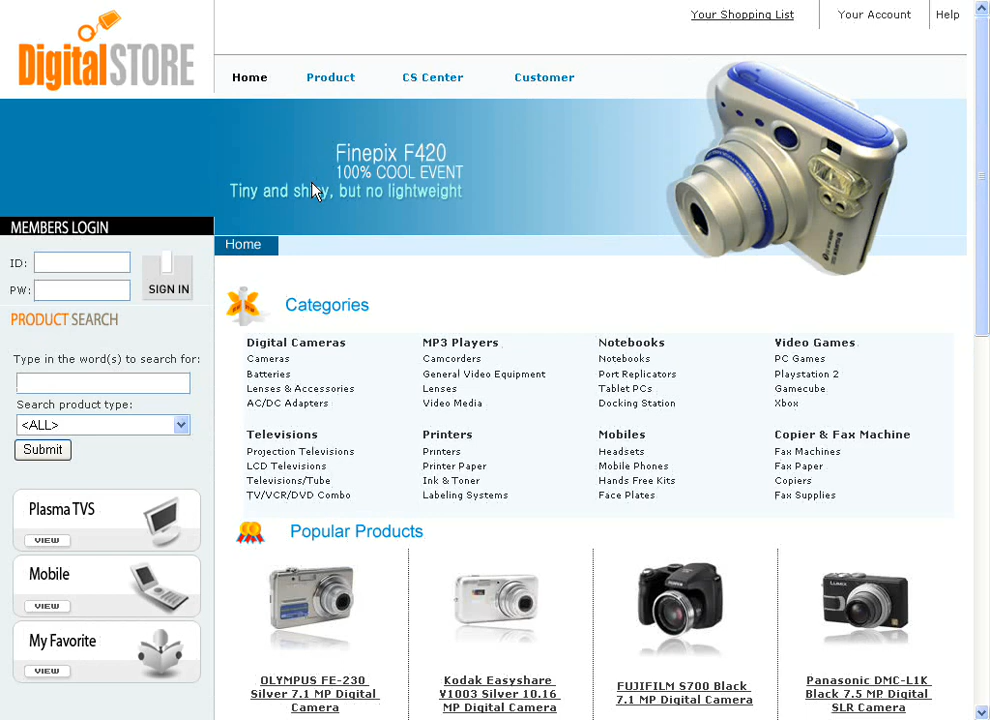 Your Shopping List
Your Account
Help
DigitalSTORE
Home
Product
CS Center
Customer
Finepix F420
100% COOL EVENT
Tiny and shiny, but no lightweight
MEMBERS LOGIN
ID:
PW:
SIGN IN
Home
PRODUCT SEARCH
Type in the word(s) to search for:
Search product type:
<ALL>
Submit
Plasma TVS
VIEW
Mobile
VIEW
My Favorite
VIEW
Categories
Digital Cameras
Cameras
Batteries
Lenses & Accessories
AC/DC Adapters
MP3 Players
Camcorders
General Video Equipment
Lenses
Video Media
Notebooks
Notebooks
Port Replicators
Tablet PCs
Docking Station
Video Games
PC Games
Playstation 2
Gamecube
Xbox
Televisions
Projection Televisions
LCD Televisions
Televisions/Tube
TV/VCR/DVD Combo
Printers
Printers
Printer Paper
Ink & Toner
Labeling Systems
Mobiles
Headsets
Mobile Phones
Hands Free Kits
Face Plates
Copier & Fax Machine
Fax Machines
Fax Paper
Copiers
Fax Supplies
Popular Products
OLYMPUS FE-230
Silver 7.1 MP Digital
Camera
Kodak Easyshare
V1003 Silver 10.16
MP Digital Camera
FUJIFILM S700 Black
7.1 MP Digital Camera
Panasonic DMC-L1K
Black 7.5 MP Digital
SLR Camera